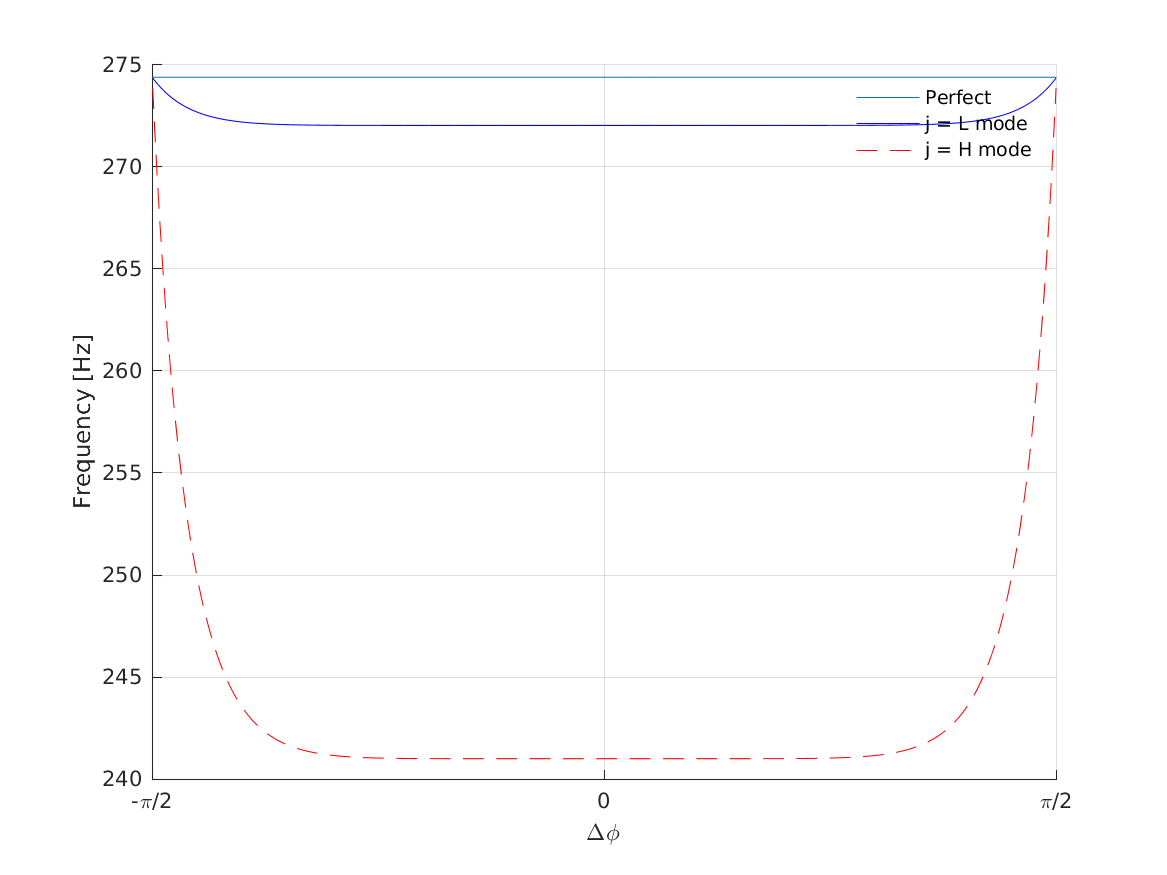 275
270
265
260
255
250
245
240
Frequency [Hz]
Perfect
j = L mode
j = H mode
-π/2
0
π/2
Δϕ